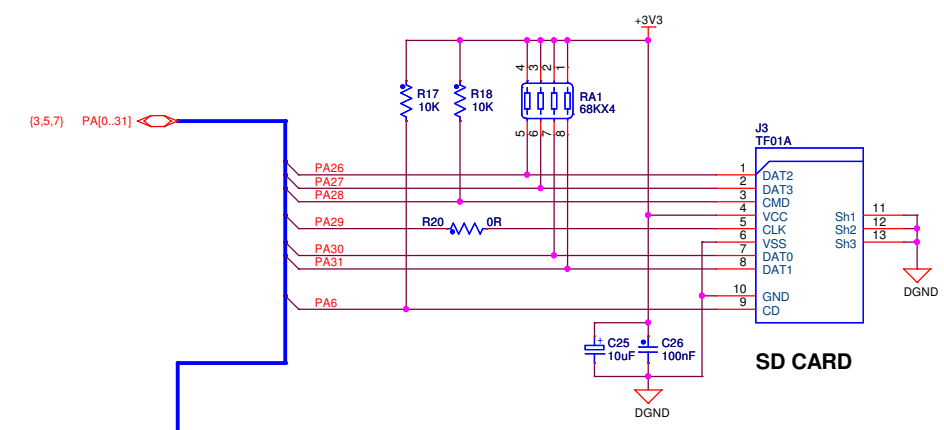 +3V3
4 3 2 1
R17
10K
R18
10K
RA1
68KX4
{3,5,7} PA[0..31]
5 6 7 8
J3
TF01A
PA26 1 DAT2
PA27 2 DAT3
PA28 3 CMD
4 VCC Sh1 11
PA29 R20 0R 5 CLK Sh2 12
6 VSS Sh3 13
PA30 7 DAT0
PA31 8 DAT1
DGND
10 GND
PA6 9 CD
C25
10uF
+
C26
100nF
SD CARD
DGND